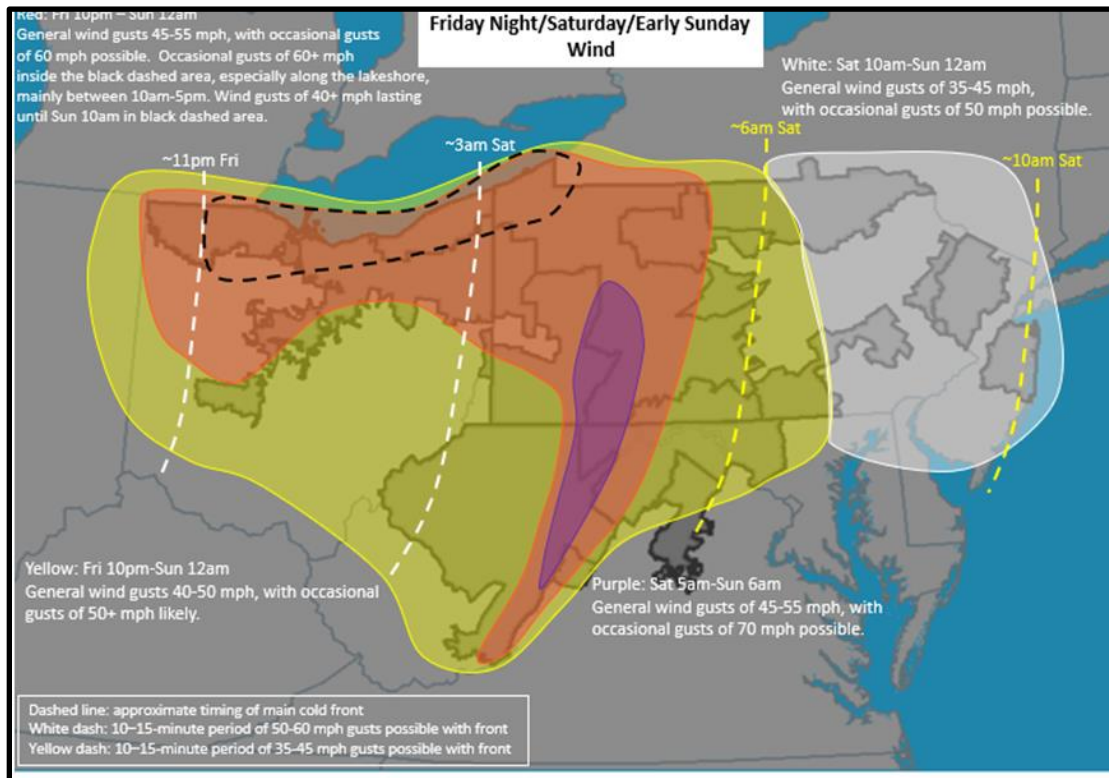 Friday Night/Saturday/Early Sunday
Wind
Red: Fri 10pm – Sun 12am
General wind gusts 45-55 mph, with occasional gusts
of 60 mph possible.  Occasional gusts of 60+ mph
inside the black dashed area, especially along the lakeshore,
mainly between 10am-5pm. Wind gusts of 40+ mph lasting
until Sun 10am in black dashed area.
White: Sat 10am-Sun 12am
General wind gusts of 35-45 mph,
with occasional gusts of 50 mph possible.
~11pm Fri
~3am Sat
~6am Sat
~10am Sat
Yellow: Fri 10pm-Sun 12am
General wind gusts 40-50 mph, with occasional
gusts of 50+ mph likely.
Purple: Sat 5am-Sun 6am
General wind gusts of 45-55 mph, with
occasional gusts of 70 mph possible.
Dashed line: approximate timing of main cold front
White dash: 10–15-minute period of 50-60 mph gusts possible with front
Yellow dash: 10–15-minute period of 35-45 mph gusts possible with front